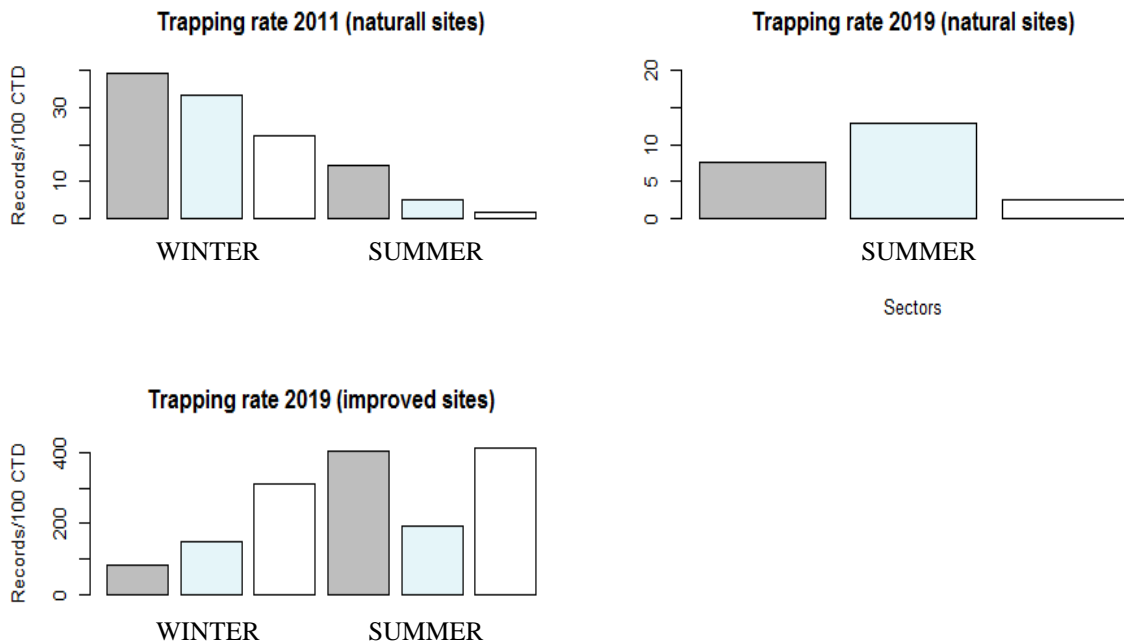 Trapping rate 2011 (naturall sites)
Records/100 CTD
30
10
0
WINTER SUMMER
Trapping rate 2019 (natural sites)
20
10
5
0
SUMMER
Sectors
Trapping rate 2019 (improved sites)
Records/100 CTD
400
200
0
WINTER SUMMER